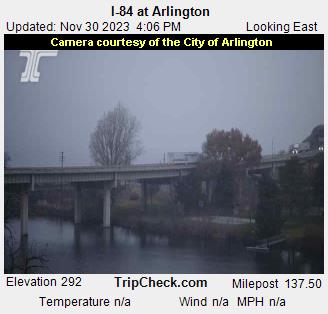 I-84 at Arlington
Updated: Nov 30 2023 4:06 PM Looking East
Camera courtesy of the City of Arlington
Elevation 292 TripCheck.com Milepost 137.50
Temperature n/a Wind n/a MPH n/a